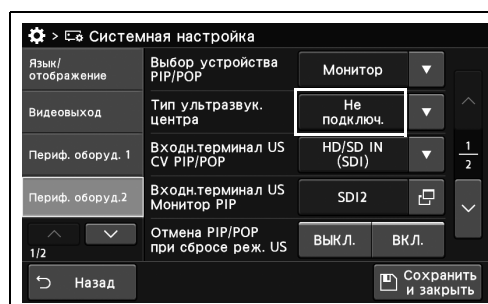 > Системная настройка
Язык/
отображение
Видеовыход
Периф. оборуд. 1
Периф. оборуд.2
1/2
Выбор устройства
PIP/POP
Монитор
Тип ультразвук.
центра
Не
подключ.
Входн.терминал US
CV PIP/POP
HD/SD IN
(SDI)
Входн.терминал US
Монитор PIP
SDI2
Отмена PIP/POP
при сбросе реж. US
ВЫКЛ.
ВКЛ.
1
2
Назад
Сохранить
и закрыть